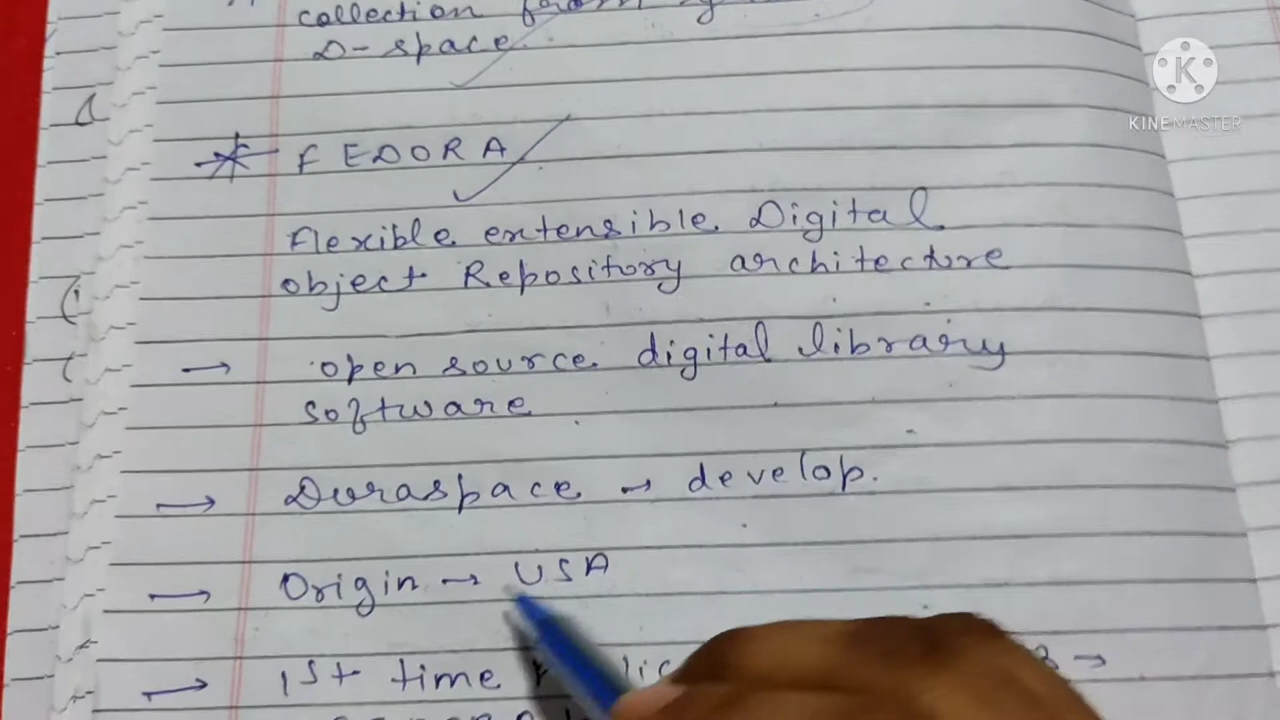 collection
D-space
K
KINEMASTER
* FEDORA
Flexible extensible Digital
object Repository architecture
→ open source digital library
software
→ Duraspace → develop.
→ Origin → USA
→ 1st time